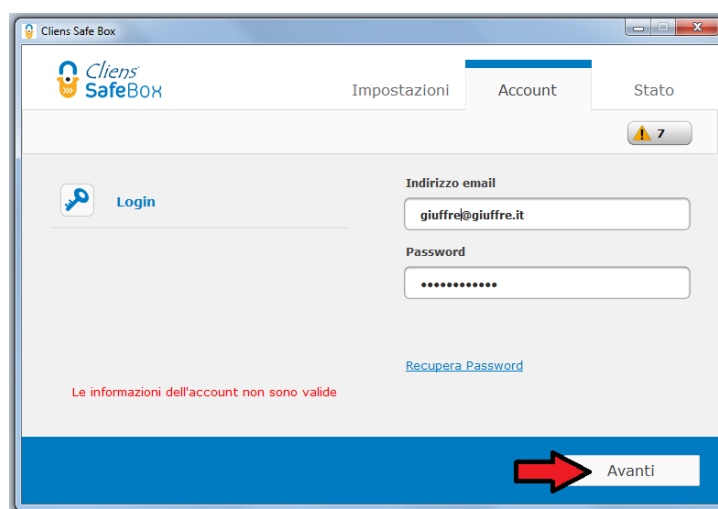 Cliens Safe Box
Cliens
SafeBox
Impostazioni
Account
Stato
7
Login
Indirizzo email
giuffre@giuffre.it
Password
••••••••••••
Recupera Password
Le informazioni dell'account non sono valide
Avanti